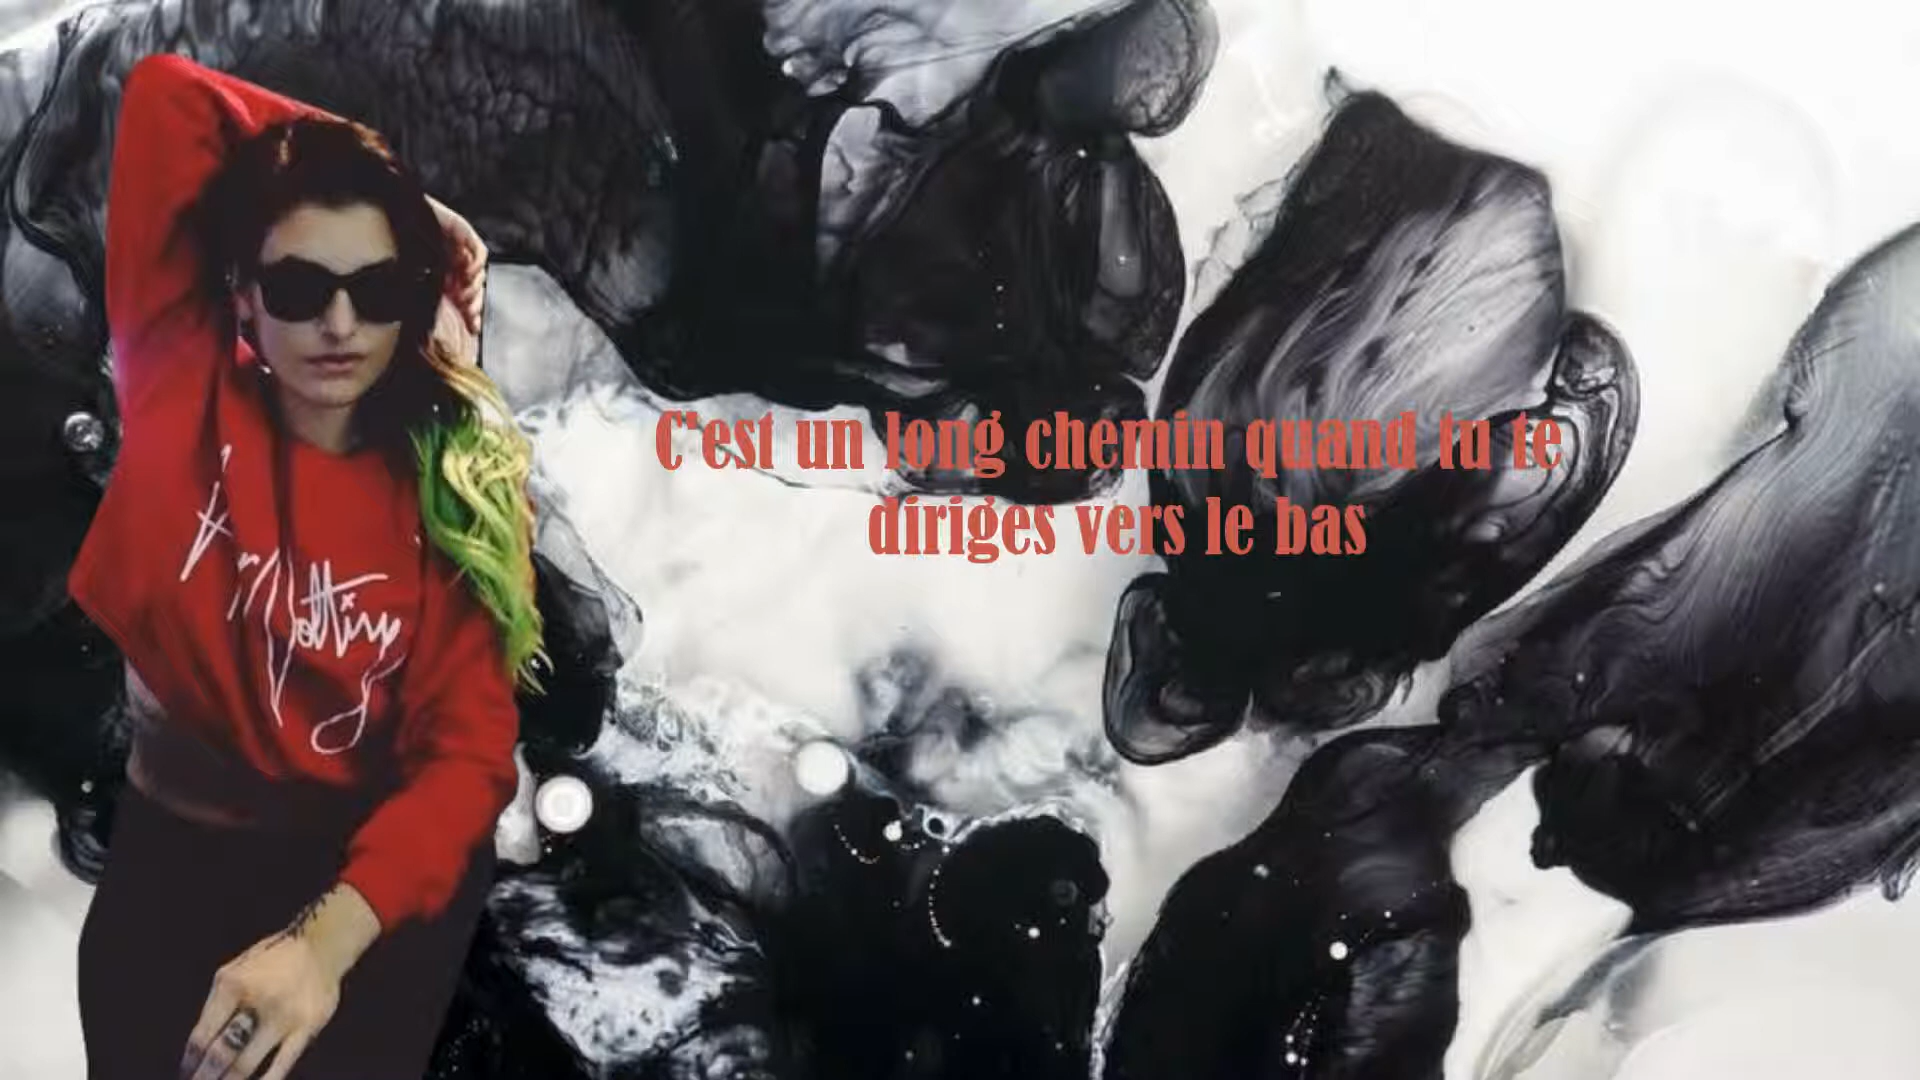 C'est un long chemin quand tu te
diriges vers le bas